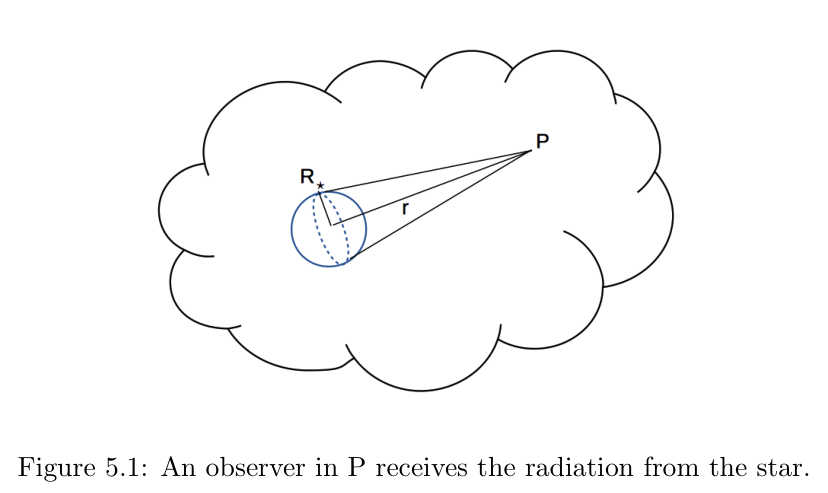 P
R⋆
r
Figure 5.1: An observer in P receives the radiation from the star.